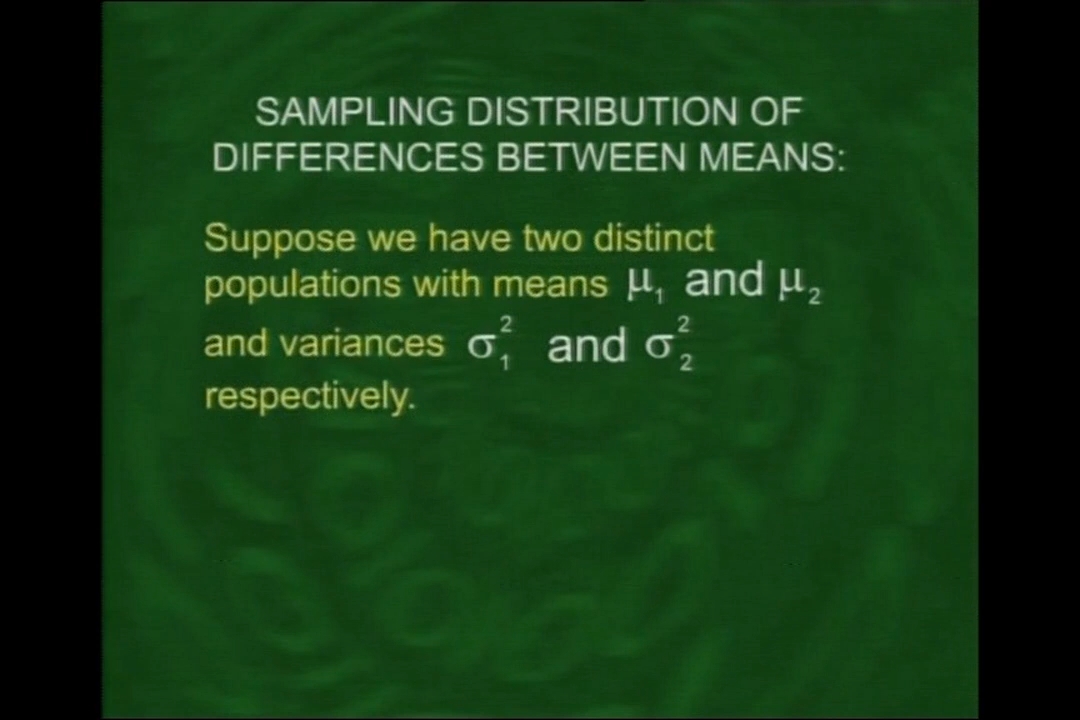 SAMPLING DISTRIBUTION OF
DIFFERENCES BETWEEN MEANS:
Suppose we have two distinct
populations with means μ₁ and μ₂
and variances σ₁² and σ₂²
respectively.